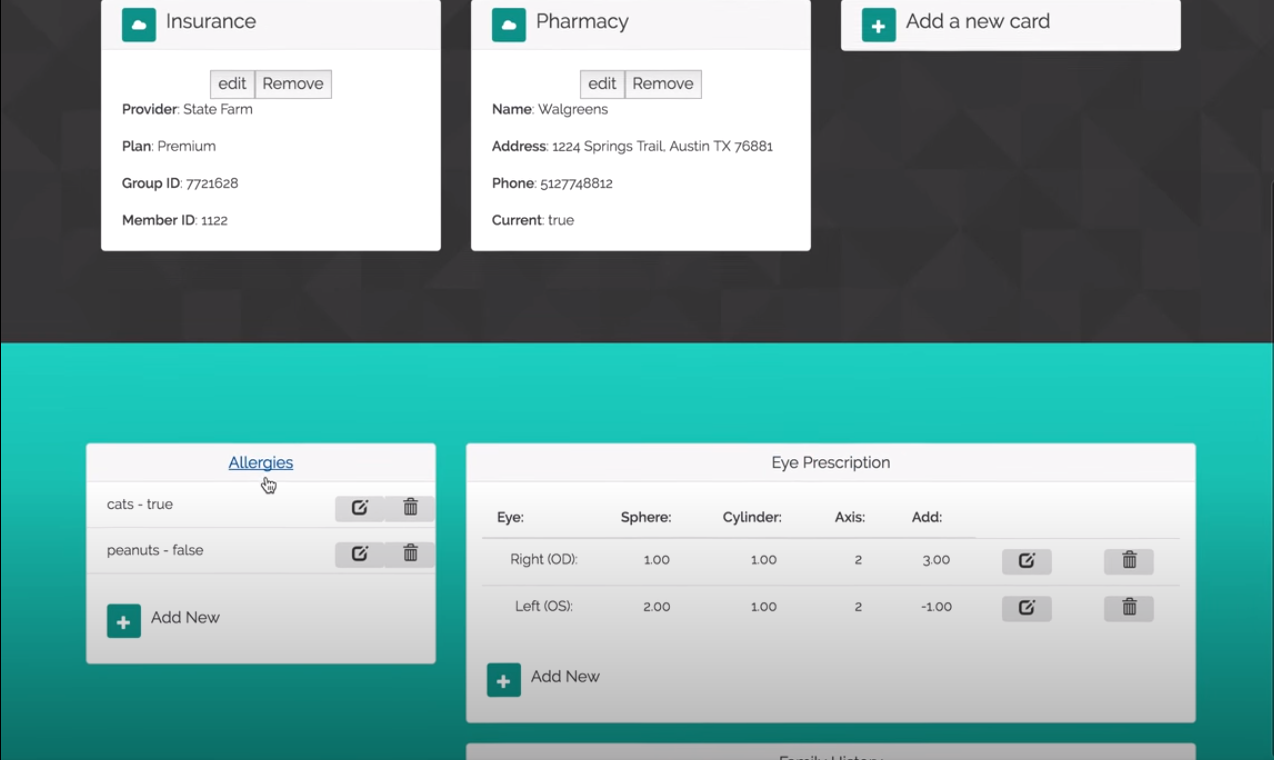 Insurance
edit Remove
Provider: State Farm
Plan: Premium
Group ID: 7721628
Member ID: 1122
Pharmacy
edit Remove
Name: Walgreens
Address: 1224 Springs Trail, Austin TX 76881
Phone: 5127748812
Current: true
Add a new card
Allergies
cats - true
peanuts - false
Add New
Eye Prescription
Eye: Sphere: Cylinder: Axis: Add:
Right (OD): 1.00 1.00 2 3.00
Left (OS): 2.00 1.00 2 -1.00
Add New
Family History